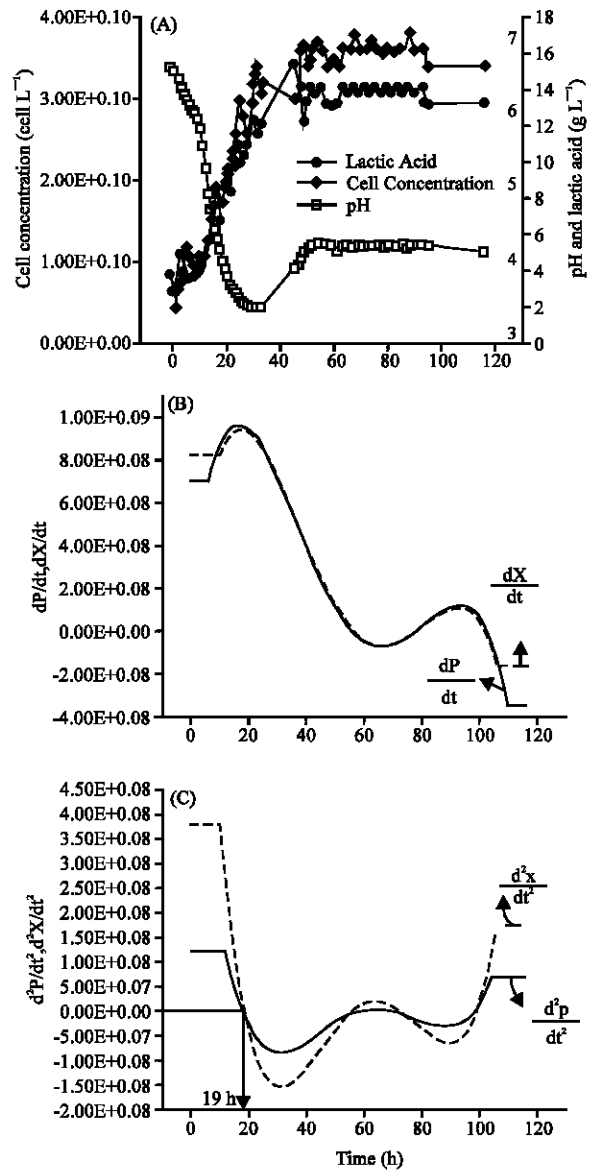 (A)
4.00E+0.10
3.00E+0.10
2.00E+0.10
1.00E+0.10
0.00E+0.00
Cell concentration (cell L⁻¹)
0 20 40 60 80 100 120
7
6
5
4
3
18
16
14
12
10
8
6
4
2
0
pH and lactic acid (g L⁻¹)
Lactic Acid
Cell Concentration
pH
(B)
1.00E+0.09
8.00E+0.08
6.00E+0.08
4.00E+0.08
2.00E+0.08
0.00E+0.00
-2.00E+0.08
-4.00E+0.08
dP/dt,dX/dt
dX
dt
dP
dt
0 20 40 60 80 100 120
(C)
4.50E+0.08
4.00E+0.08
3.50E+0.08
3.00E+0.08
2.50E+0.08
2.00E+0.08
1.50E+0.08
1.00E+0.08
5.00E+0.07
0.00E+0.00
-5.00E+0.07
-1.00E+0.08
-1.50E+0.08
-2.00E+0.08
d²P/dt²,d²X/dt²
d²x
dt²
d²p
dt²
19 h
0 20 40 60 80 100 120
Time (h)